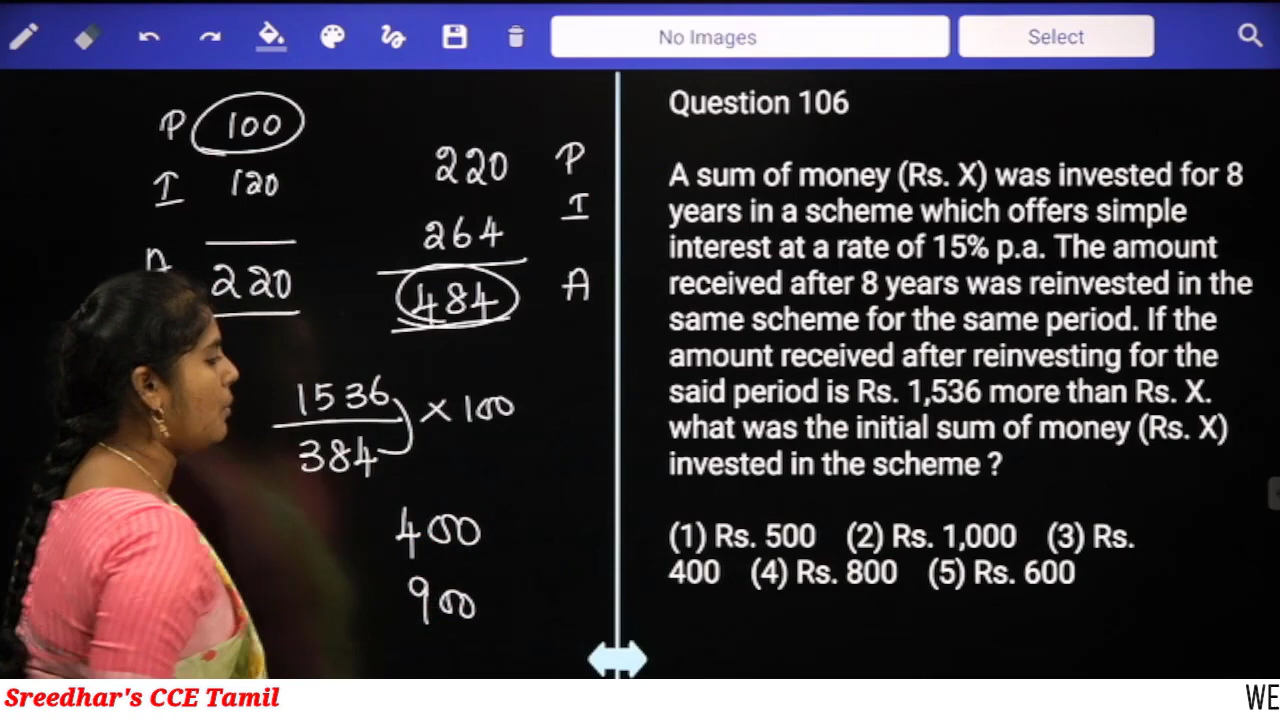 No Images
Select
P 100
I 120
A 220
220 P
I
264
484 A
1536
384
× 100
400
900
Question 106
A sum of money (Rs. X) was invested for 8
years in a scheme which offers simple
interest at a rate of 15% p.a. The amount
received after 8 years was reinvested in the
same scheme for the same period. If the
amount received after reinvesting for the
said period is Rs. 1,536 more than Rs. X.
what was the initial sum of money (Rs. X)
invested in the scheme ?
(1) Rs. 500 (2) Rs. 1,000 (3) Rs.
400 (4) Rs. 800 (5) Rs. 600
Sreedhar's CCE Tamil
WE